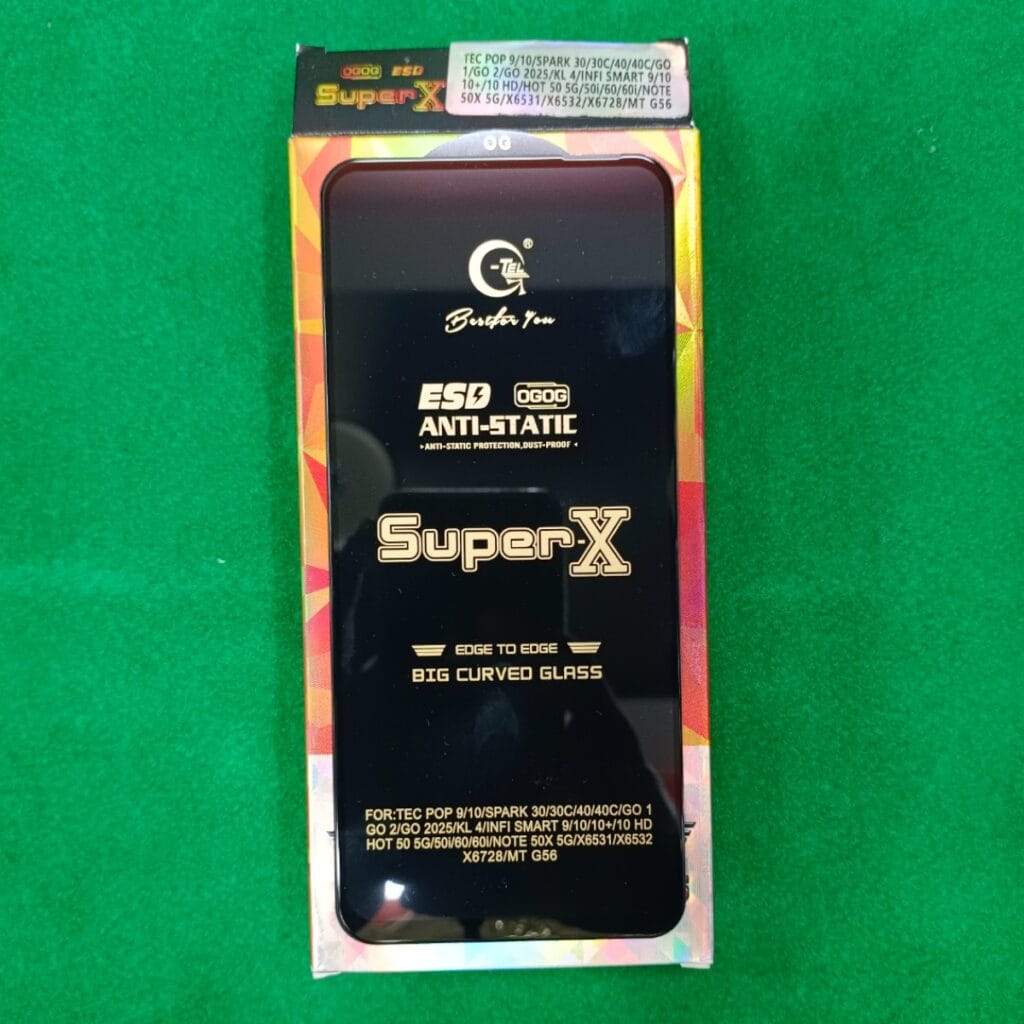 OGOG ESD
Super-X
TEC POP 9/10/SPARK 30/30C/40/40C/GO
1/GO 2/GO 2025/KL 4/INFI SMART 9/10
10+/10 HD/HOT 50 5G/50i/60/60i/NOTE
50X 5G/X6531/X6532/X6728/MT G56
OG
G-TEL ®
Best for You
ESD OGOG
ANTI-STATIC
ANTI-STATIC PROTECTION,DUST-PROOF
Super-X
EDGE TO EDGE
BIG CURVED GLASS
FOR:TEC POP 9/10/SPARK 30/30C/40/40C/GO 1
GO 2/GO 2025/KL 4/INFI SMART 9/10/10+/10 HD
HOT 50 5G/50i/60/60i/NOTE 50X 5G/X6531/X6532
X6728/MT G56